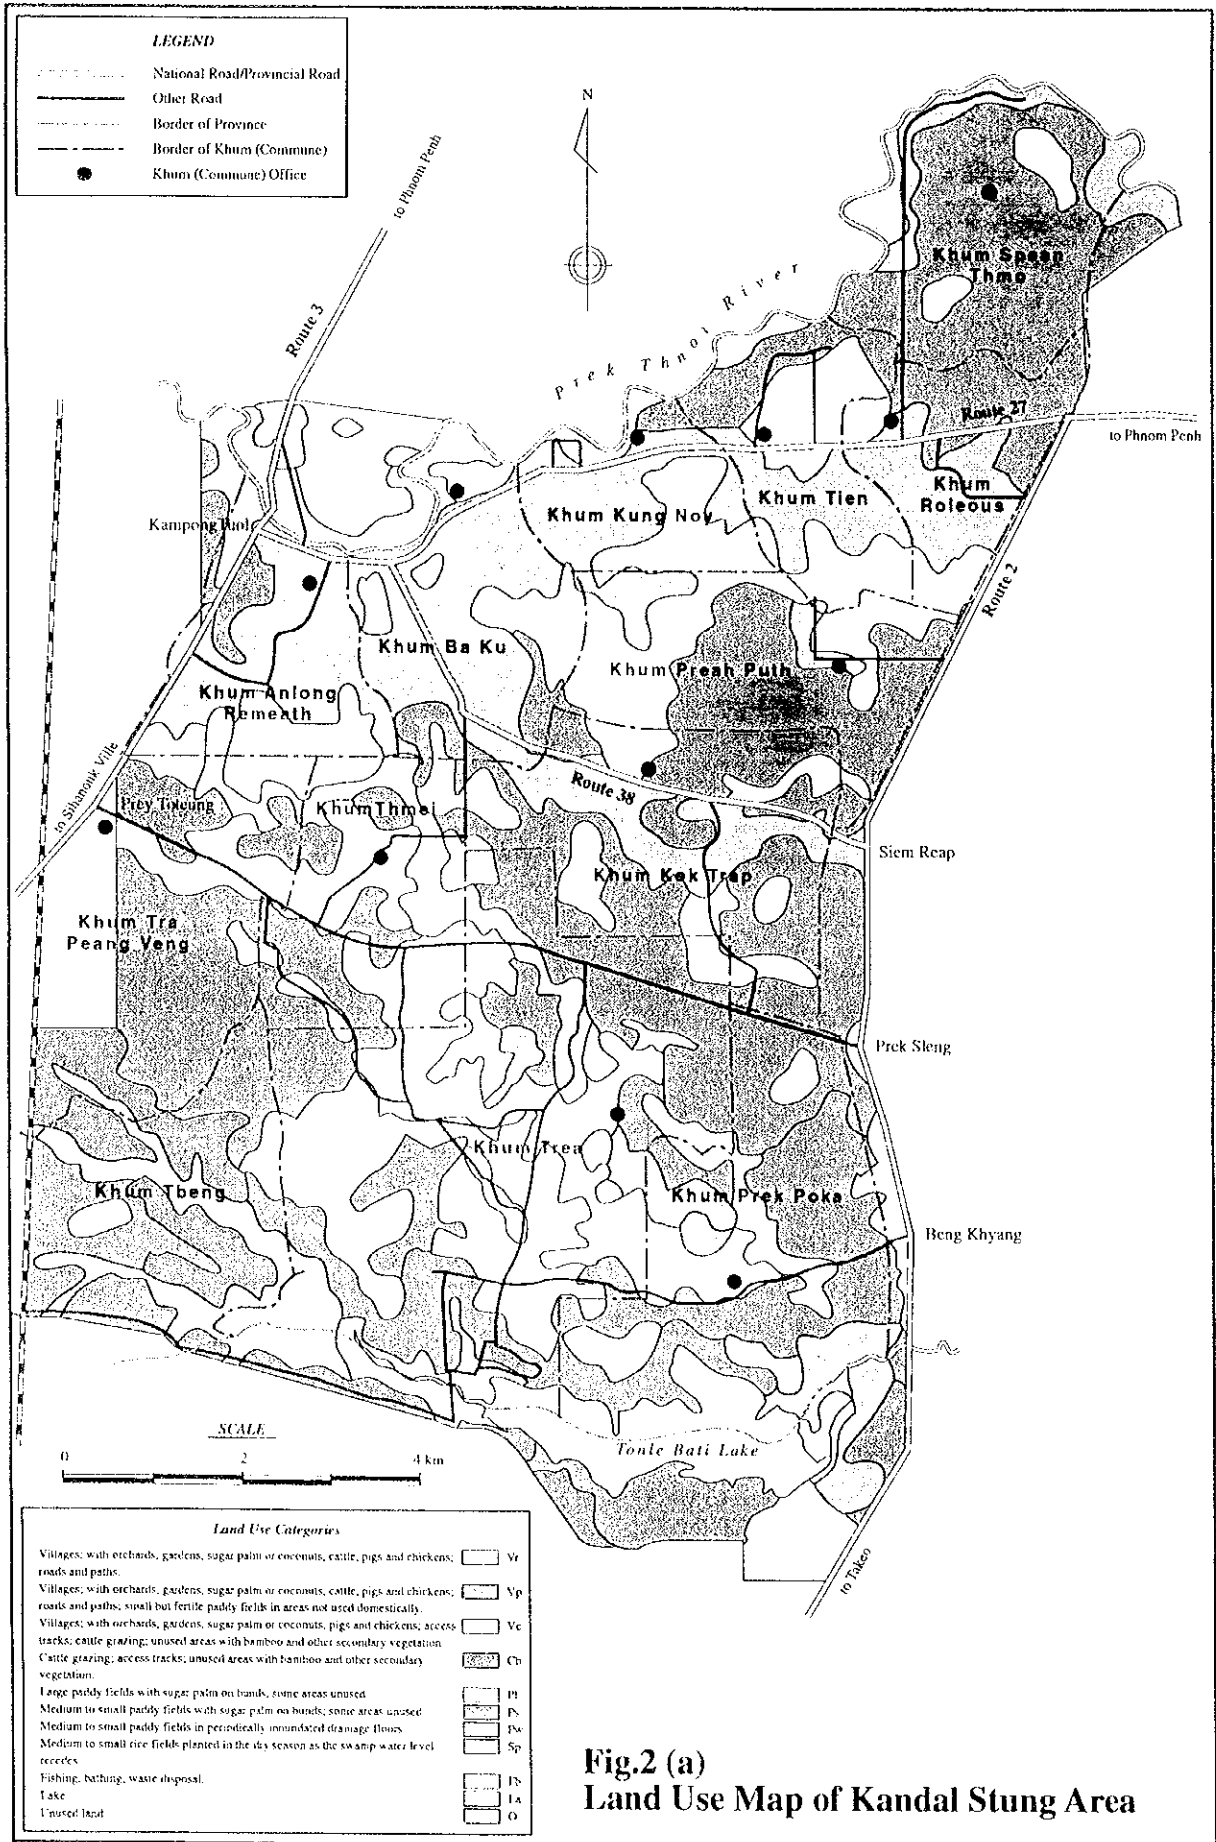 LEGEND
National Road/Provincial Road
Other Road
Border of Province
Border of Khum (Commune)
Khum (Commune) Office
N
to Phnom Penh
Route 3
Prek Thnot River
Khum Spean
Thmo
Route 27
to Phnom Penh
Khum Kung Nov
Khum Tien
Khum
Roleous
Kampong Tuol
Route 2
Khum Ba Ku
Khum Preah Puth
Khum Anlong
Remeath
to Sihanouk Ville
Prey Toteung
Khum Thmei
Route 38
Siem Reap
Khum Kok Trap
Khum Tra
Peang Veng
Prek Sleng
Khum Trea
Khum Tbeng
Khum Prek Poka
Beng Khyang
Tonle Bati Lake
to Takeo
SCALE
0 2 4 km
Land Use Categories
Villages; with orchards, gardens, sugar palm or coconuts, cattle, pigs and chickens; Vr
roads and paths.
Villages; with orchards, gardens, sugar palm or coconuts, cattle, pigs and chickens; Vp
roads and paths; small but fertile paddy fields in areas not used domestically.
Villages; with orchards, gardens, sugar palm or coconuts, pigs and chickens; access Vc
tracks; cattle grazing; unused areas with bamboo and other secondary vegetation
Cattle grazing; access tracks; unused areas with bamboo and other secondary Cb
vegetation.
Large paddy fields with sugar palm on bunds, some areas unused Pl
Medium to small paddy fields with sugar palm on bunds; some areas unused Ps
Medium to small paddy fields in periodically innundated drainage floors Pw
Medium to small rice fields planted in the dry season as the swamp water level Sp
recedes
Fishing, bathing, waste disposal.
Lake La
Unused land O
Fig.2 (a)
Land Use Map of Kandal Stung Area